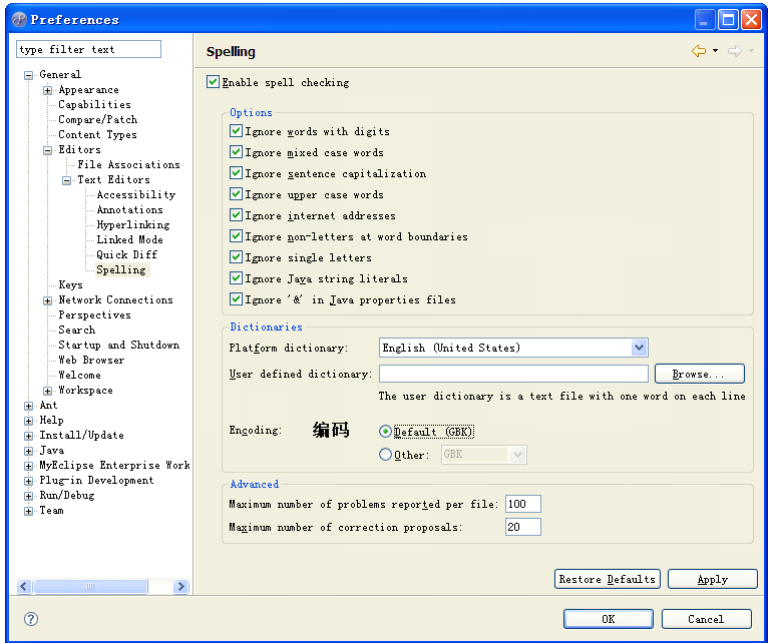 Preferences
type filter text
General
Appearance
Capabilities
Compare/Patch
Content Types
Editors
File Associations
Text Editors
Accessibility
Annotations
Hyperlinking
Linked Mode
Quick Diff
Spelling
Keys
Network Connections
Perspectives
Search
Startup and Shutdown
Web Browser
Welcome
Workspace
Ant
Help
Install/Update
Java
MyEclipse Enterprise Work
Plug-in Development
Run/Debug
Team
Spelling
Enable spell checking
Options
Ignore words with digits
Ignore mixed case words
Ignore sentence capitalization
Ignore upper case words
Ignore internet addresses
Ignore non-letters at word boundaries
Ignore single letters
Ignore Java string literals
Ignore '&' in Java properties files
Dictionaries
Platform dictionary: English (United States)
User defined dictionary: Browse...
The user dictionary is a text file with one word on each line
Encoding: 编码 Default (GBK)
Other: GBK
Advanced
Maximum number of problems reported per file: 100
Maximum number of correction proposals: 20
Restore Defaults Apply
OK Cancel